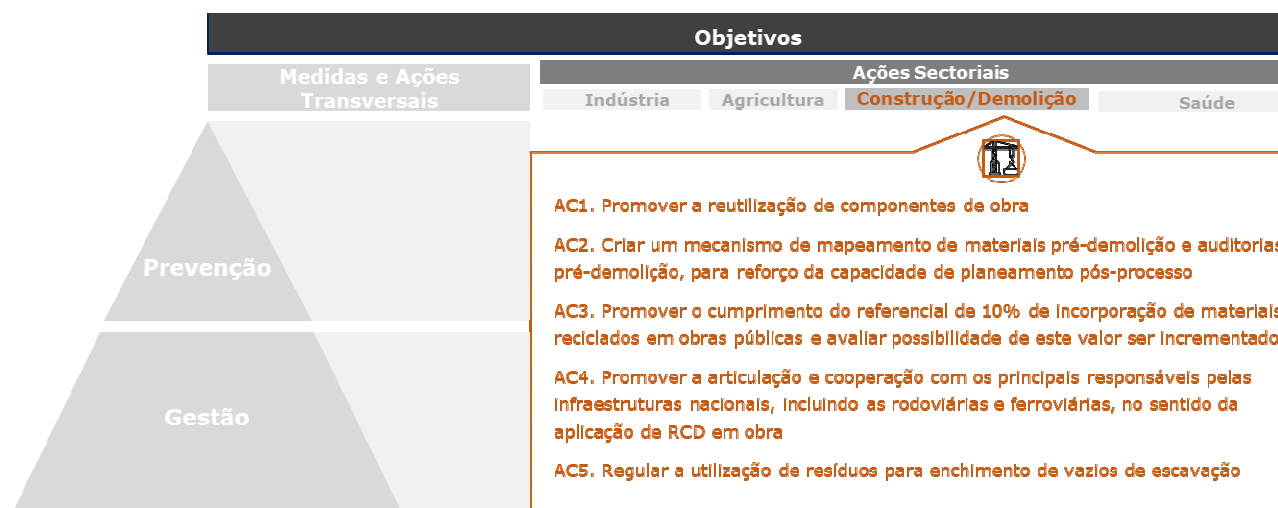 Objetivos
Medidas e Ações
Transversais
Ações Sectoriais
Indústria
Agricultura
Construção/Demolição
Saúde
Prevenção
Gestão
AC1. Promover a reutilização de componentes de obra
AC2. Criar um mecanismo de mapeamento de materiais pré-demolição e auditorias
pré-demolição, para reforço da capacidade de planeamento pós-processo
AC3. Promover o cumprimento do referencial de 10% de incorporação de materiais
reciclados em obras públicas e avaliar possibilidade de este valor ser incrementado
AC4. Promover a articulação e cooperação com os principais responsáveis pelas
infraestruturas nacionais, incluindo as rodoviárias e ferroviárias, no sentido da
aplicação de RCD em obra
AC5. Regular a utilização de resíduos para enchimento de vazios de escavação